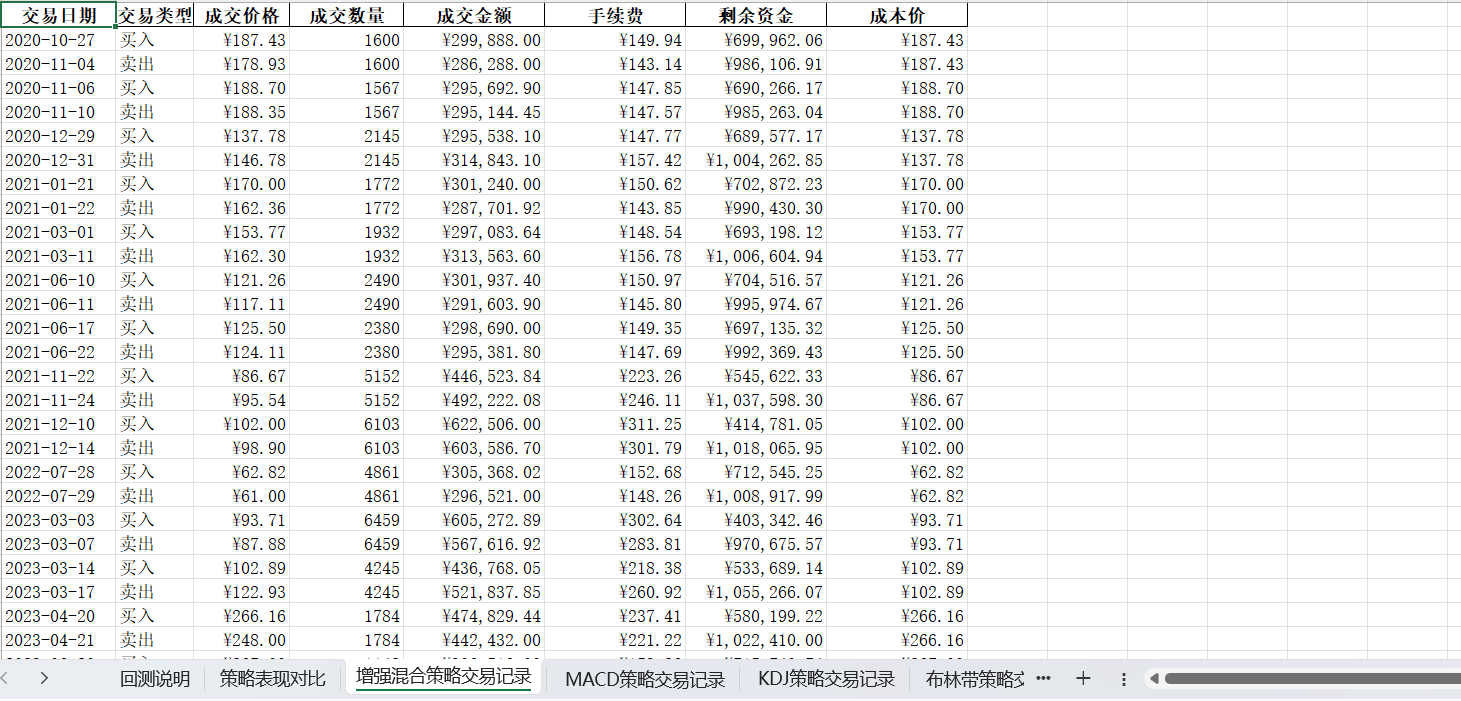 交易日期 交易类型 成交价格 成交数量 成交金额 手续费 剩余资金 成本价
2020-10-27 买入 ¥187.43 1600 ¥299,888.00 ¥149.94 ¥699,962.06 ¥187.43
2020-11-04 卖出 ¥178.93 1600 ¥286,288.00 ¥143.14 ¥986,106.91 ¥187.43
2020-11-06 买入 ¥188.70 1567 ¥295,692.90 ¥147.85 ¥690,266.17 ¥188.70
2020-11-10 卖出 ¥188.35 1567 ¥295,144.45 ¥147.57 ¥985,263.04 ¥188.70
2020-12-29 买入 ¥137.78 2145 ¥295,538.10 ¥147.77 ¥689,577.17 ¥137.78
2020-12-31 卖出 ¥146.78 2145 ¥314,843.10 ¥157.42 ¥1,004,262.85 ¥137.78
2021-01-21 买入 ¥170.00 1772 ¥301,240.00 ¥150.62 ¥702,872.23 ¥170.00
2021-01-22 卖出 ¥162.36 1772 ¥287,701.92 ¥143.85 ¥990,430.30 ¥170.00
2021-03-01 买入 ¥153.77 1932 ¥297,083.64 ¥148.54 ¥693,198.12 ¥153.77
2021-03-11 卖出 ¥162.30 1932 ¥313,563.60 ¥156.78 ¥1,006,604.94 ¥153.77
2021-06-10 买入 ¥121.26 2490 ¥301,937.40 ¥150.97 ¥704,516.57 ¥121.26
2021-06-11 卖出 ¥117.11 2490 ¥291,603.90 ¥145.80 ¥995,974.67 ¥121.26
2021-06-17 买入 ¥125.50 2380 ¥298,690.00 ¥149.35 ¥697,135.32 ¥125.50
2021-06-22 卖出 ¥124.11 2380 ¥295,381.80 ¥147.69 ¥992,369.43 ¥125.50
2021-11-22 买入 ¥86.67 5152 ¥446,523.84 ¥223.26 ¥545,622.33 ¥86.67
2021-11-24 卖出 ¥95.54 5152 ¥492,222.08 ¥246.11 ¥1,037,598.30 ¥86.67
2021-12-10 买入 ¥102.00 6103 ¥622,506.00 ¥311.25 ¥414,781.05 ¥102.00
2021-12-14 卖出 ¥98.90 6103 ¥603,586.70 ¥301.79 ¥1,018,065.95 ¥102.00
2022-07-28 买入 ¥62.82 4861 ¥305,368.02 ¥152.68 ¥712,545.25 ¥62.82
2022-07-29 卖出 ¥61.00 4861 ¥296,521.00 ¥148.26 ¥1,008,917.99 ¥62.82
2023-03-03 买入 ¥93.71 6459 ¥605,272.89 ¥302.64 ¥403,342.46 ¥93.71
2023-03-07 卖出 ¥87.88 6459 ¥567,616.92 ¥283.81 ¥970,675.57 ¥93.71
2023-03-14 买入 ¥102.89 4245 ¥436,768.05 ¥218.38 ¥533,689.14 ¥102.89
2023-03-17 卖出 ¥122.93 4245 ¥521,837.85 ¥260.92 ¥1,055,266.07 ¥102.89
2023-04-20 买入 ¥266.16 1784 ¥474,829.44 ¥237.41 ¥580,199.22 ¥266.16
2023-04-21 卖出 ¥248.00 1784 ¥442,432.00 ¥221.22 ¥1,022,410.00 ¥266.16
回测说明 策略表现对比 增强混合策略交易记录 MACD策略交易记录 KDJ策略交易记录 布林带策略交